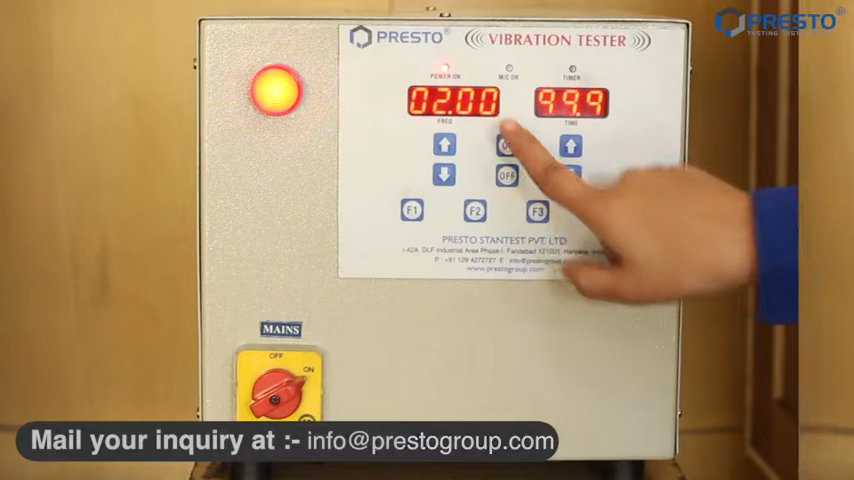 PRESTO®
TESTING INSTRUMENTS
PRESTO® VIBRATION TESTER
POWER ON M/C ON TIMER
02.00 99.9
FREQ TIME
OFF
F1 F2 F3
PRESTO STANTEST PVT. LTD.
I-42A, DLF Industrial Area Phase-I, Faridabad 121003, Haryana
P : +91 129 4272727 E : info@prestogroup.com
www.prestogroup.com
MAINS
OFF
ON
Mail your inquiry at :- info@prestogroup.com